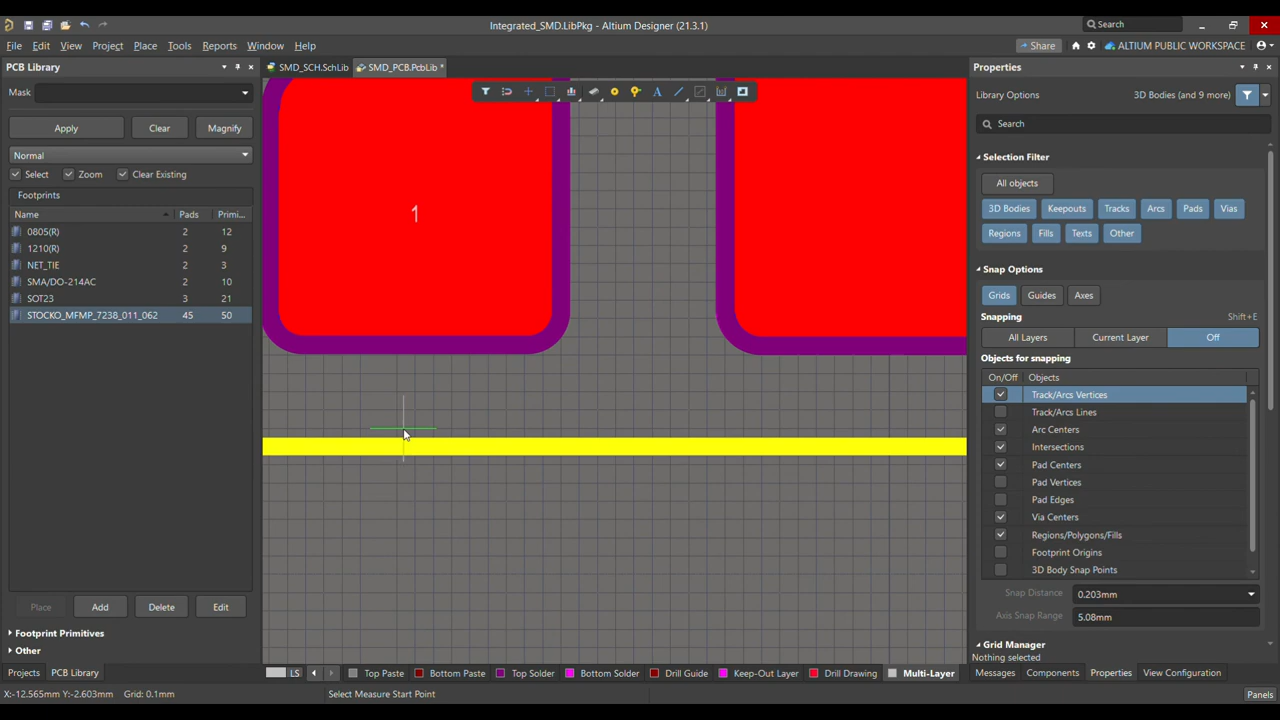 Integrated_SMD.LibPkg - Altium Designer (21.3.1)
Search
File Edit View Project Place Tools Reports Window Help
Share
ALTIUM PUBLIC WORKSPACE
PCB Library
SMD_SCH.SchLib
SMD_PCB.PcbLib *
Properties
Mask
Library Options
3D Bodies (and 9 more)
Apply
Clear
Magnify
Search
Normal
Selection Filter
Select
Zoom
Clear Existing
All objects
Footprints
3D Bodies Keepouts Tracks Arcs Pads Vias
Name Pads Primi...
1
0805(R) 2 12
Regions Fills Texts Other
1210(R) 2 9
NET_TIE 2 3
Snap Options
SMA/DO-214AC 2 10
Grids Guides Axes
SOT23 3 21
STOCKO_MFMP_7238_011_062 45 50
Snapping Shift+E
All Layers Current Layer Off
Objects for snapping
On/Off Objects
Track/Arcs Vertices
Track/Arcs Lines
Arc Centers
Intersections
Pad Centers
Pad Vertices
Pad Edges
Via Centers
Regions/Polygons/Fills
Footprint Origins
3D Body Snap Points
Snap Distance 0.203mm
Axis Snap Range 5.08mm
Place Add Delete Edit
Footprint Primitives
Other
Grid Manager
Nothing selected
Projects PCB Library
LS Top Paste Bottom Paste Top Solder Bottom Solder Drill Guide Keep-Out Layer Drill Drawing Multi-Layer
Messages Components Properties View Configuration
X:-12.565mm Y:-2.603mm Grid: 0.1mm
Select Measure Start Point
Panels